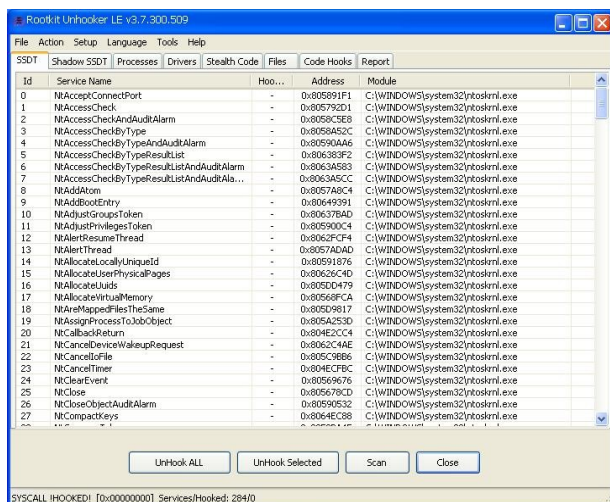 Rootkit Unhooker LE v3.7.300.509
File Action Setup Language Tools Help
SSDT Shadow SSDT Processes Drivers Stealth Code Files Code Hooks Report
Id Service Name Hoo... Address Module
0 NtAcceptConnectPort - 0x805891F1 C:\WINDOWS\system32\ntoskrnl.exe
1 NtAccessCheck - 0x805792D1 C:\WINDOWS\system32\ntoskrnl.exe
2 NtAccessCheckAndAuditAlarm - 0x8058C5E8 C:\WINDOWS\system32\ntoskrnl.exe
3 NtAccessCheckByType - 0x8058A52C C:\WINDOWS\system32\ntoskrnl.exe
4 NtAccessCheckByTypeAndAuditAlarm - 0x80590AA6 C:\WINDOWS\system32\ntoskrnl.exe
5 NtAccessCheckByTypeResultList - 0x806383F2 C:\WINDOWS\system32\ntoskrnl.exe
6 NtAccessCheckByTypeResultListAndAuditAlarm - 0x8063A583 C:\WINDOWS\system32\ntoskrnl.exe
7 NtAccessCheckByTypeResultListAndAuditAla... - 0x8063A5CC C:\WINDOWS\system32\ntoskrnl.exe
8 NtAddAtom - 0x8057A8C4 C:\WINDOWS\system32\ntoskrnl.exe
9 NtAddBootEntry - 0x80649391 C:\WINDOWS\system32\ntoskrnl.exe
10 NtAdjustGroupsToken - 0x80637BAD C:\WINDOWS\system32\ntoskrnl.exe
11 NtAdjustPrivilegesToken - 0x805900C4 C:\WINDOWS\system32\ntoskrnl.exe
12 NtAlertResumeThread - 0x8062FCF4 C:\WINDOWS\system32\ntoskrnl.exe
13 NtAlertThread - 0x8057ADAD C:\WINDOWS\system32\ntoskrnl.exe
14 NtAllocateLocallyUniqueId - 0x80591876 C:\WINDOWS\system32\ntoskrnl.exe
15 NtAllocateUserPhysicalPages - 0x80626C4D C:\WINDOWS\system32\ntoskrnl.exe
16 NtAllocateUuids - 0x805DD479 C:\WINDOWS\system32\ntoskrnl.exe
17 NtAllocateVirtualMemory - 0x80568FCA C:\WINDOWS\system32\ntoskrnl.exe
18 NtAreMappedFilesTheSame - 0x805D9817 C:\WINDOWS\system32\ntoskrnl.exe
19 NtAssignProcessToJobObject - 0x805A253D C:\WINDOWS\system32\ntoskrnl.exe
20 NtCallbackReturn - 0x804E2CC4 C:\WINDOWS\system32\ntoskrnl.exe
21 NtCancelDeviceWakeupRequest - 0x8062C4AE C:\WINDOWS\system32\ntoskrnl.exe
22 NtCancelIoFile - 0x805C9BB6 C:\WINDOWS\system32\ntoskrnl.exe
23 NtCancelTimer - 0x804ECFBC C:\WINDOWS\system32\ntoskrnl.exe
24 NtClearEvent - 0x80569676 C:\WINDOWS\system32\ntoskrnl.exe
25 NtClose - 0x805678CD C:\WINDOWS\system32\ntoskrnl.exe
26 NtCloseObjectAuditAlarm - 0x80590532 C:\WINDOWS\system32\ntoskrnl.exe
27 NtCompactKeys - 0x8064EC88 C:\WINDOWS\system32\ntoskrnl.exe
UnHook ALL UnHook Selected Scan Close
SYSCALL !HOOKED! [0x00000000] Services/Hooked: 284/0